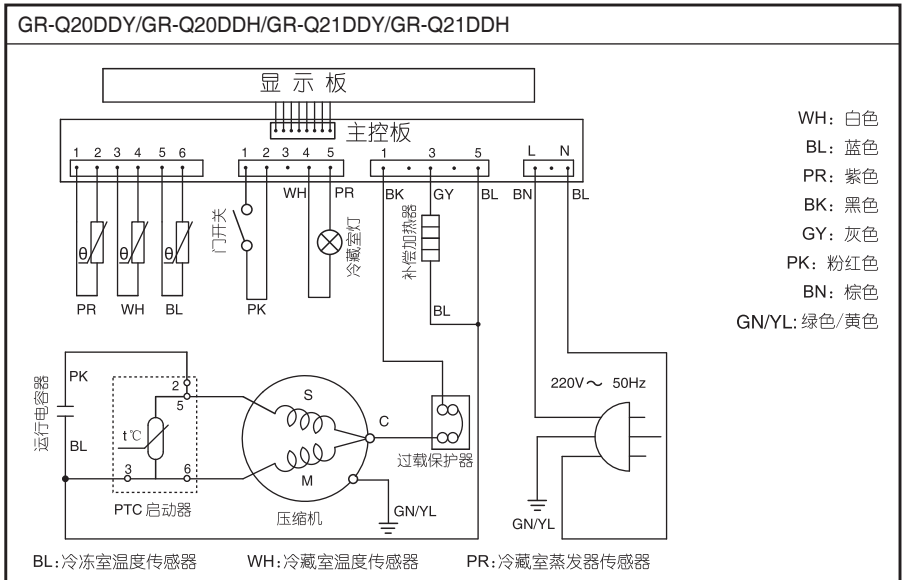 GR-Q20DDY/GR-Q20DDH/GR-Q21DDY/GR-Q21DDH
显示板
主控板
1 2 3 4 5 6
1 2 3 4 5
1 3 5
L N
WH
PR
BK
GY
BL
BN
BL
门开关
冷藏室灯
补偿加热器
θ
θ
θ
PR
WH
BL
PK
BL
WH: 白色
BL: 蓝色
PR: 紫色
BK: 黑色
GY: 灰色
PK: 粉红色
BN: 棕色
GN/YL: 绿色/黄色
运行电容器
PK
BL
2
5
t℃
3
6
PTC 启动器
S
M
C
压缩机
GN/YL
过载保护器
220V～ 50Hz
GN/YL
BL:冷冻室温度传感器
WH:冷藏室温度传感器
PR:冷藏室蒸发器传感器